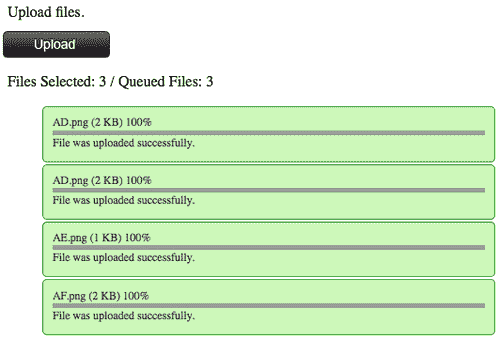 Upload files.
Upload
Files Selected: 3 / Queued Files: 3
AD.png (2 KB) 100%
File was uploaded successfully.
AD.png (2 KB) 100%
File was uploaded successfully.
AE.png (1 KB) 100%
File was uploaded successfully.
AF.png (2 KB) 100%
File was uploaded successfully.